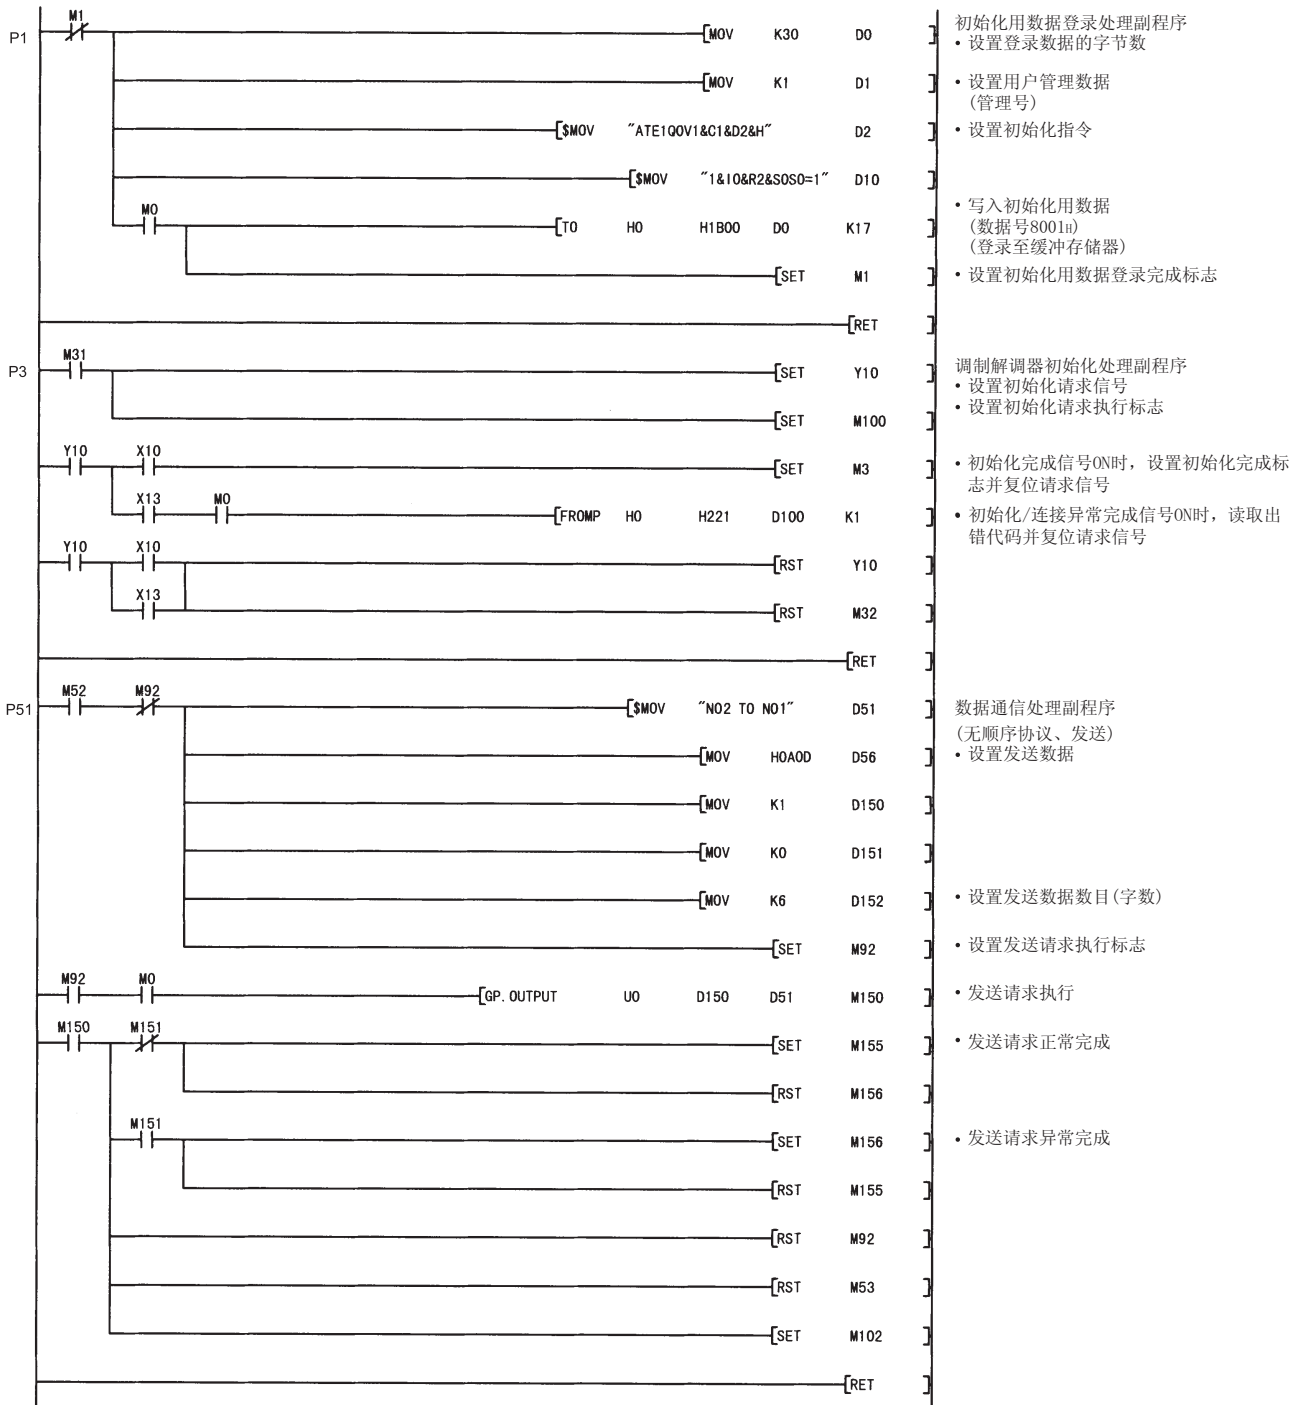 M1
P1 [MOV K30 D0 ] 初始化用数据登录处理副程序
• 设置登录数据的字节数
[MOV K1 D1 ] • 设置用户管理数据
(管理号)
[$MOV "ATE1Q0V1&C1&D2&H" D2 ] • 设置初始化指令
[$MOV "1&I0&R2&S0S0=1" D10 ]
M0
[TO H0 H1B00 D0 K17 ] • 写入初始化用数据
(数据号8001H)
(登录至缓冲存储器)
[SET M1 ] • 设置初始化用数据登录完成标志
[RET ]
M31
P3 [SET Y10 ] 调制解调器初始化处理副程序
• 设置初始化请求信号
[SET M100 ] • 设置初始化请求执行标志
Y10 X10
[SET M3 ] • 初始化完成信号ON时，设置初始化完成标
志并复位请求信号
X13 M0
[FROMP H0 H221 D100 K1 ] • 初始化/连接异常完成信号ON时，读取出
错代码并复位请求信号
Y10 X10
[RST Y10 ]
X13
[RST M32 ]
[RET ]
M52 M92
P51 [$MOV "NO2 TO NO1" D51 ] 数据通信处理副程序
(无顺序协议、发送)
[MOV H0A0D D56 ] • 设置发送数据
[MOV K1 D150 ]
[MOV K0 D151 ]
[MOV K6 D152 ] • 设置发送数据数目(字数)
[SET M92 ] • 设置发送请求执行标志
M92 M0
[GP.OUTPUT U0 D150 D51 M150 ] • 发送请求执行
M150 M151
[SET M155 ] • 发送请求正常完成
[RST M156 ]
M151
[SET M156 ] • 发送请求异常完成
[RST M155 ]
[RST M92 ]
[RST M53 ]
[SET M102 ]
[RET ]